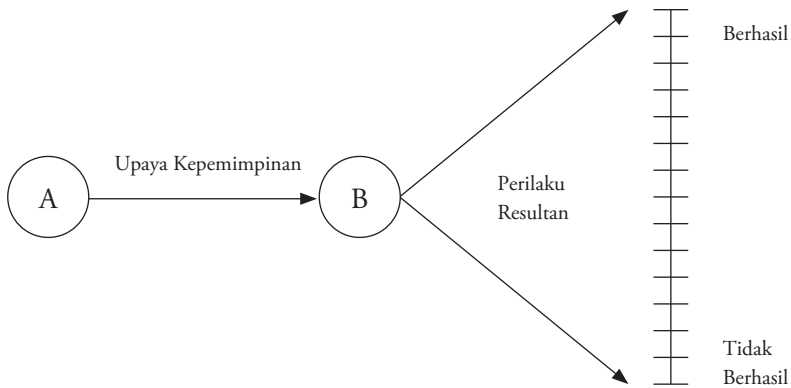 Berhasil
Upaya Kepemimpinan
A
B
Perilaku
Resultan
Tidak
Berhasil